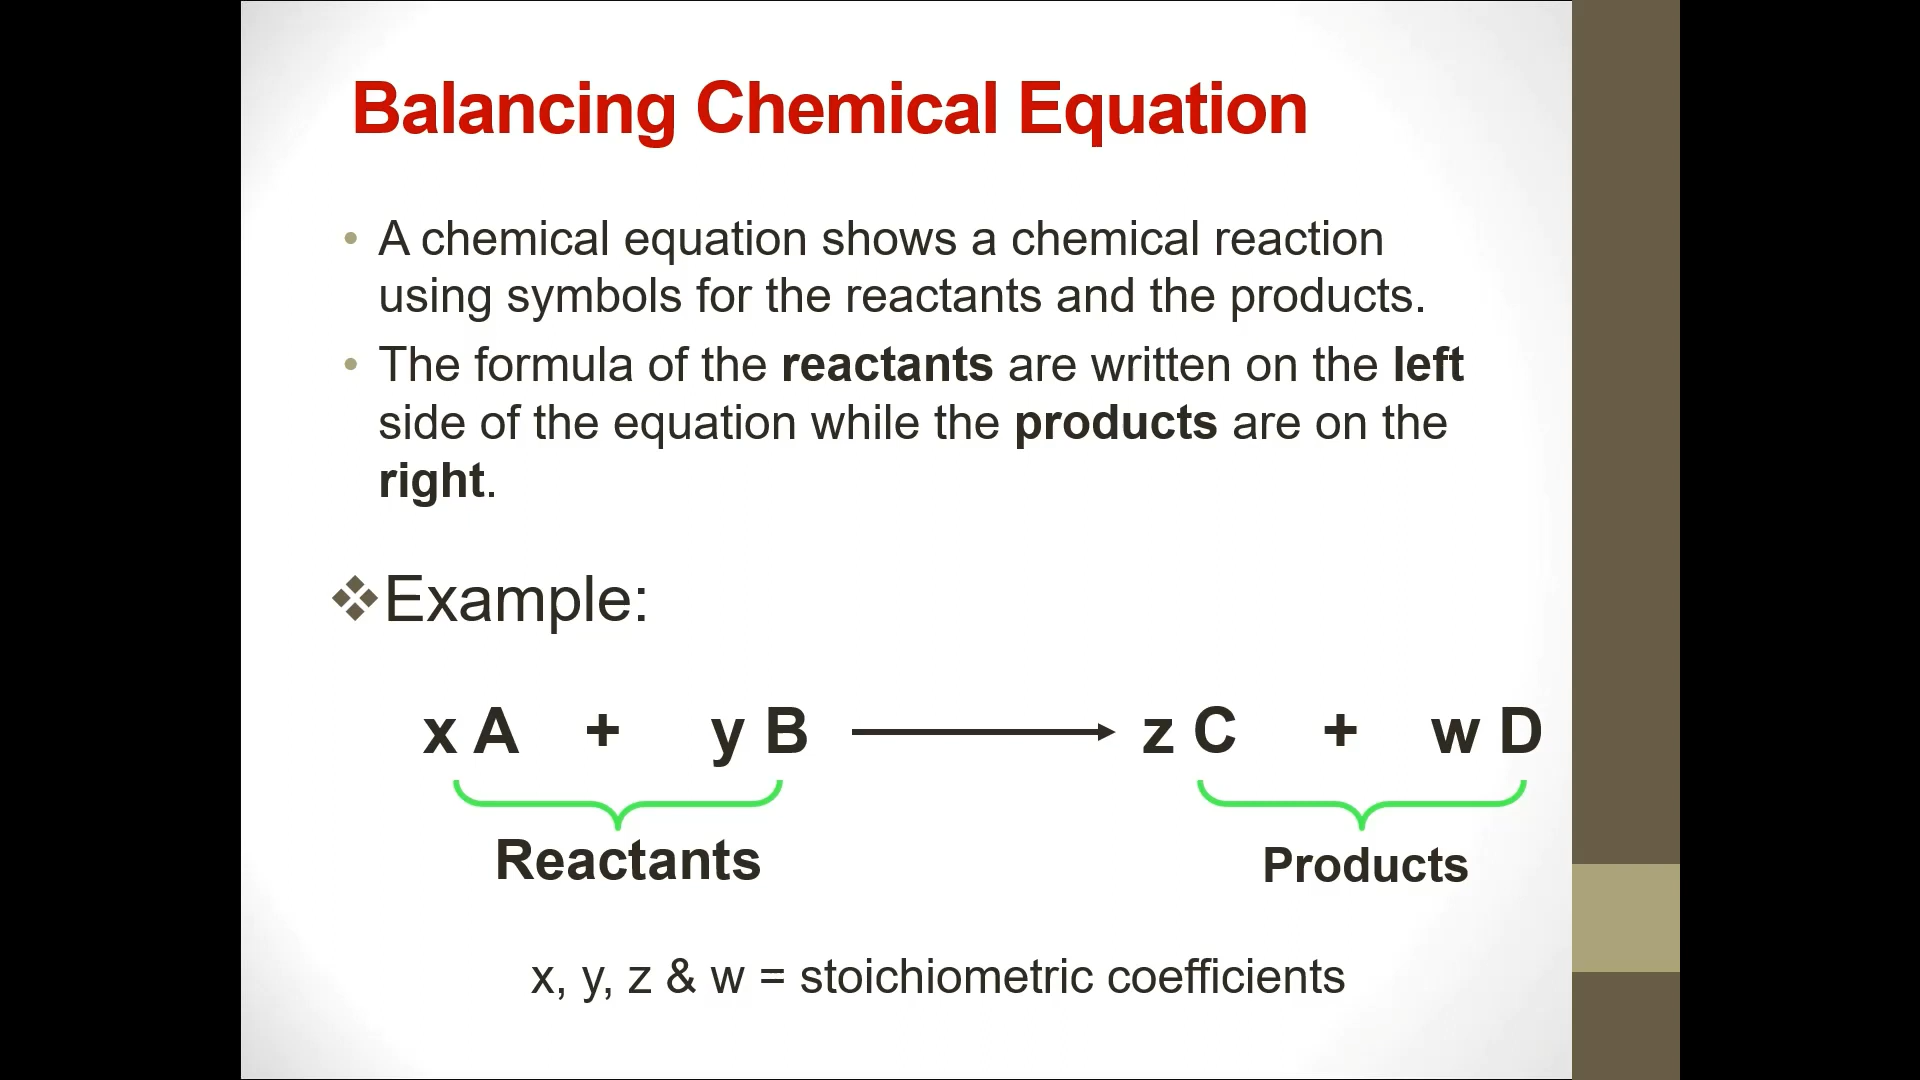 Balancing Chemical Equation
• A chemical equation shows a chemical reaction
using symbols for the reactants and the products.
• The formula of the reactants are written on the left
side of the equation while the products are on the
right.
❖Example:
x A + y B ⟶ z C + w D
Reactants Products
x, y, z & w = stoichiometric coefficients